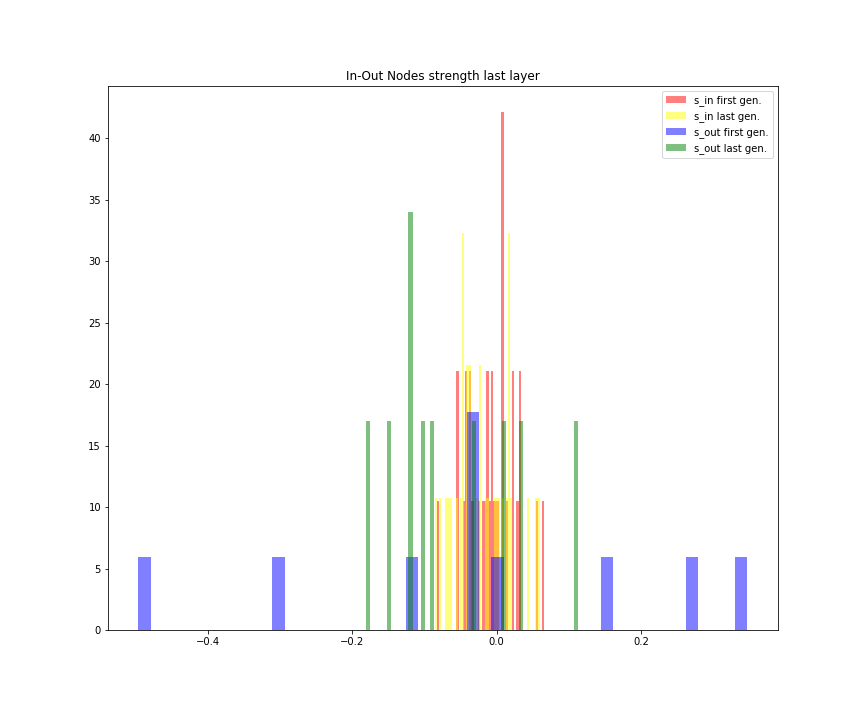 In-Out Nodes strength last layer
s_in first gen.
s_in last gen.
s_out first gen.
s_out last gen.
40
35
30
25
20
15
10
5
0
−0.4
−0.2
0.0
0.2